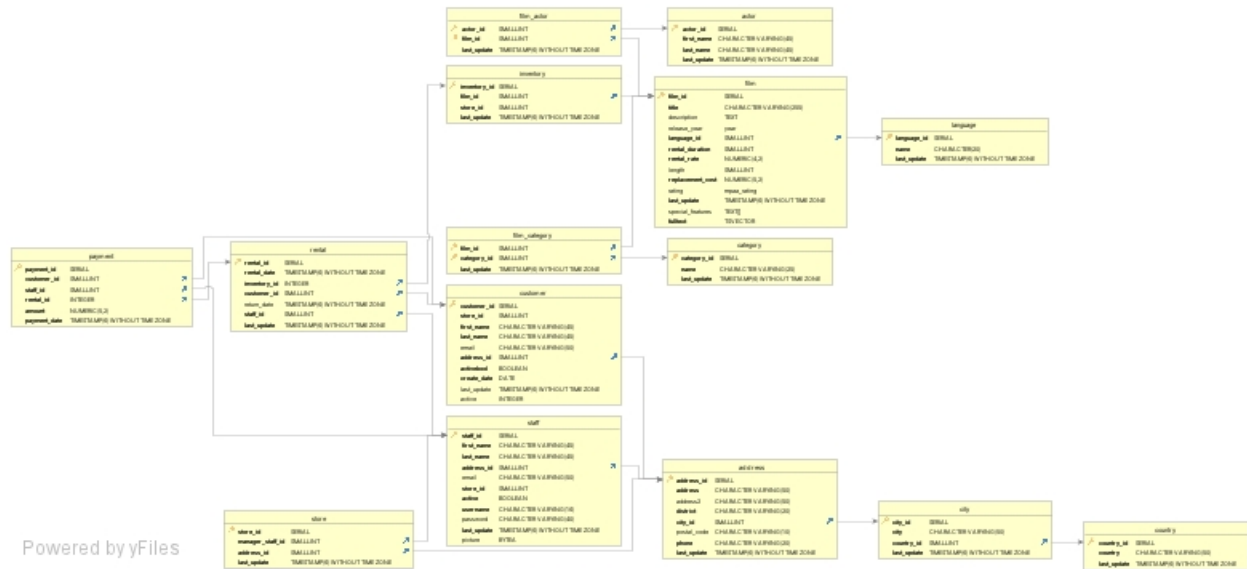 film_actor
actor_id SMALLINT
film_id SMALLINT
last_update TIMESTAMP(6) WITHOUT TIME ZONE
actor
actor_id SERIAL
first_name CHARACTER VARYING(45)
last_name CHARACTER VARYING(45)
last_update TIMESTAMP(6) WITHOUT TIME ZONE
inventory
inventory_id SERIAL
film_id SMALLINT
store_id SMALLINT
last_update TIMESTAMP(6) WITHOUT TIME ZONE
film
film_id SERIAL
title CHARACTER VARYING(255)
description TEXT
release_year year
language_id SMALLINT
rental_duration SMALLINT
rental_rate NUMERIC(4,2)
length SMALLINT
replacement_cost NUMERIC(5,2)
rating mpaa_rating
last_update TIMESTAMP(6) WITHOUT TIME ZONE
special_features TEXT[]
fulltext TSVECTOR
language
language_id SERIAL
name CHARACTER(20)
last_update TIMESTAMP(6) WITHOUT TIME ZONE
film_category
film_id SMALLINT
category_id SMALLINT
last_update TIMESTAMP(6) WITHOUT TIME ZONE
category
category_id SERIAL
name CHARACTER VARYING(25)
last_update TIMESTAMP(6) WITHOUT TIME ZONE
payment
payment_id SERIAL
customer_id SMALLINT
staff_id SMALLINT
rental_id INTEGER
amount NUMERIC(5,2)
payment_date TIMESTAMP(6) WITHOUT TIME ZONE
rental
rental_id SERIAL
rental_date TIMESTAMP(6) WITHOUT TIME ZONE
inventory_id INTEGER
customer_id SMALLINT
return_date TIMESTAMP(6) WITHOUT TIME ZONE
staff_id SMALLINT
last_update TIMESTAMP(6) WITHOUT TIME ZONE
customer
customer_id SERIAL
store_id SMALLINT
first_name CHARACTER VARYING(45)
last_name CHARACTER VARYING(45)
email CHARACTER VARYING(50)
address_id SMALLINT
activebool BOOLEAN
create_date DATE
last_update TIMESTAMP(6) WITHOUT TIME ZONE
active INTEGER
staff
staff_id SERIAL
first_name CHARACTER VARYING(45)
last_name CHARACTER VARYING(45)
address_id SMALLINT
email CHARACTER VARYING(50)
store_id SMALLINT
active BOOLEAN
username CHARACTER VARYING(16)
password CHARACTER VARYING(40)
last_update TIMESTAMP(6) WITHOUT TIME ZONE
picture BYTEA
address
address_id SERIAL
address CHARACTER VARYING(50)
address2 CHARACTER VARYING(50)
district CHARACTER VARYING(20)
city_id SMALLINT
postal_code CHARACTER VARYING(10)
phone CHARACTER VARYING(20)
last_update TIMESTAMP(6) WITHOUT TIME ZONE
store
store_id SERIAL
manager_staff_id SMALLINT
address_id SMALLINT
last_update TIMESTAMP(6) WITHOUT TIME ZONE
city
city_id SERIAL
city CHARACTER VARYING(50)
country_id SMALLINT
last_update TIMESTAMP(6) WITHOUT TIME ZONE
country
country_id SERIAL
country CHARACTER VARYING(50)
last_update TIMESTAMP(6) WITHOUT TIME ZONE
Powered by yFiles